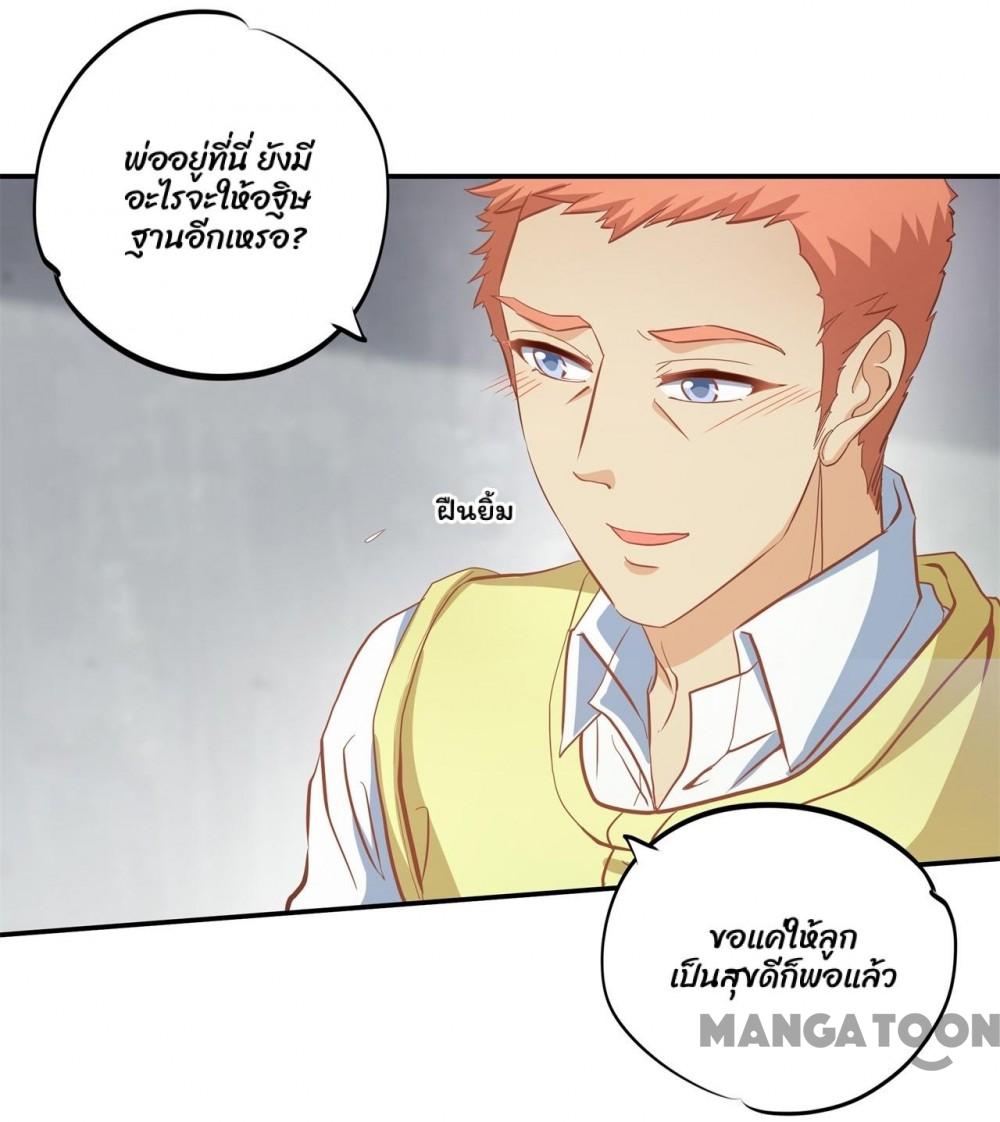 พ่ออยู่ที่นี่ ยังมี
อะไรจะให้อฐิษ
ฐานอีกเหรอ?
ฝืนยิ้ม
ขอแค่ให้ลูก
เป็นสุขดีก็พอแล้ว
MANGATOON